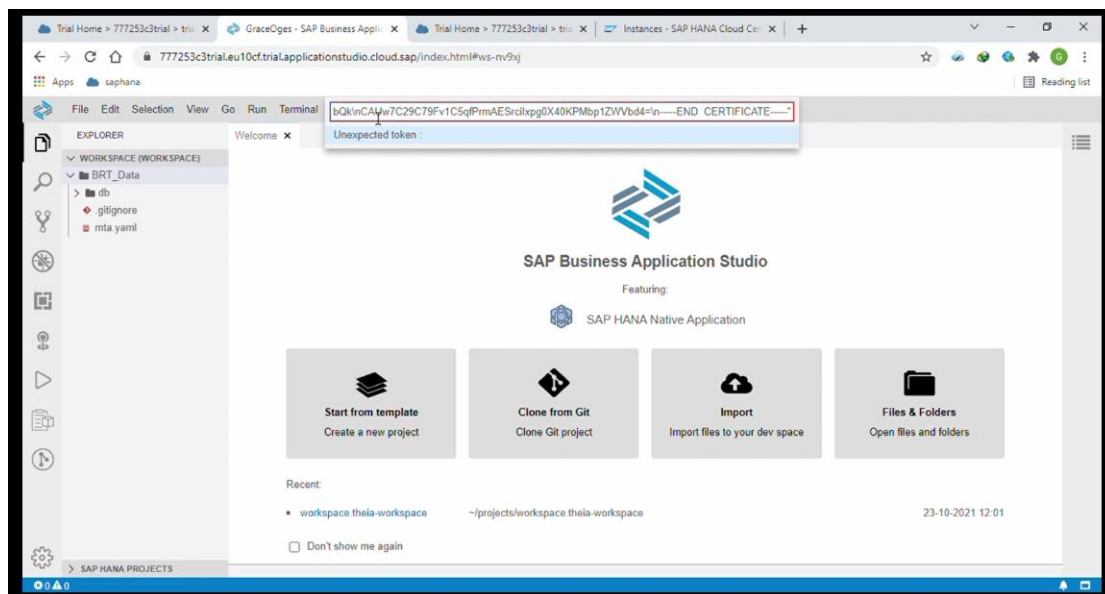 Trial Home > 777253c3trial > tria
GraceOges - SAP Business Applic
Trial Home > 777253c3trial > tria
Instances - SAP HANA Cloud Cen
777253c3trial.eu10cf.trial.applicationstudio.cloud.sap/index.html#ws-nv9xj
G
Apps
saphana
Reading list
File Edit Selection View Go Run Terminal
-----END CERTIFICATE-----"
Unexpected token :
EXPLORER
Welcome
WORKSPACE (WORKSPACE)
BRT_Data
db
.gitignore
mta.yaml
SAP Business Application Studio
Featuring:
SAP HANA Native Application
Start from template
Create a new project
Clone from Git
Clone Git project
Import
Import files to your dev space
Files & Folders
Open files and folders
Recent:
workspace.theia-workspace
~/projects/workspace.theia-workspace
23-10-2021 12:01
Don't show me again
SAP HANA PROJECTS
0 0